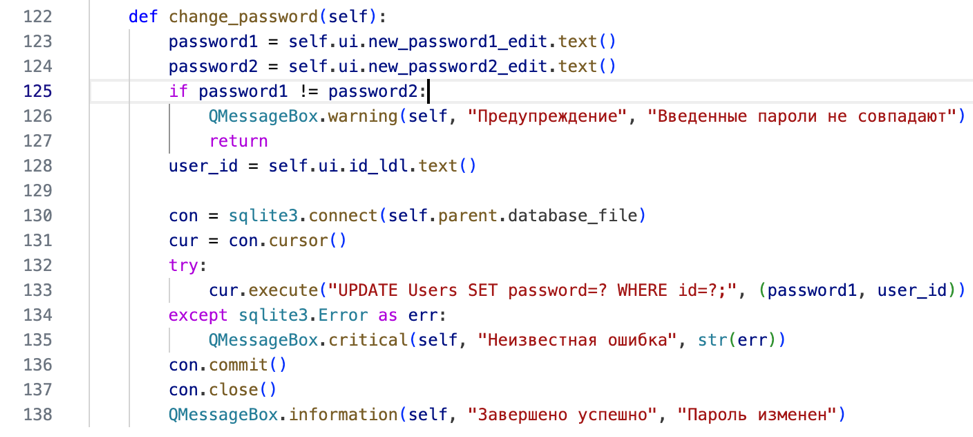 122 def change_password(self):
123 password1 = self.ui.new_password1_edit.text()
124 password2 = self.ui.new_password2_edit.text()
125 if password1 != password2:
126 QMessageBox.warning(self, "Предупреждение", "Введенные пароли не совпадают")
127 return
128 user_id = self.ui.id_ldl.text()
129
130 con = sqlite3.connect(self.parent.database_file)
131 cur = con.cursor()
132 try:
133 cur.execute("UPDATE Users SET password=? WHERE id=?;", (password1, user_id))
134 except sqlite3.Error as err:
135 QMessageBox.critical(self, "Неизвестная ошибка", str(err))
136 con.commit()
137 con.close()
138 QMessageBox.information(self, "Завершено успешно", "Пароль изменен")